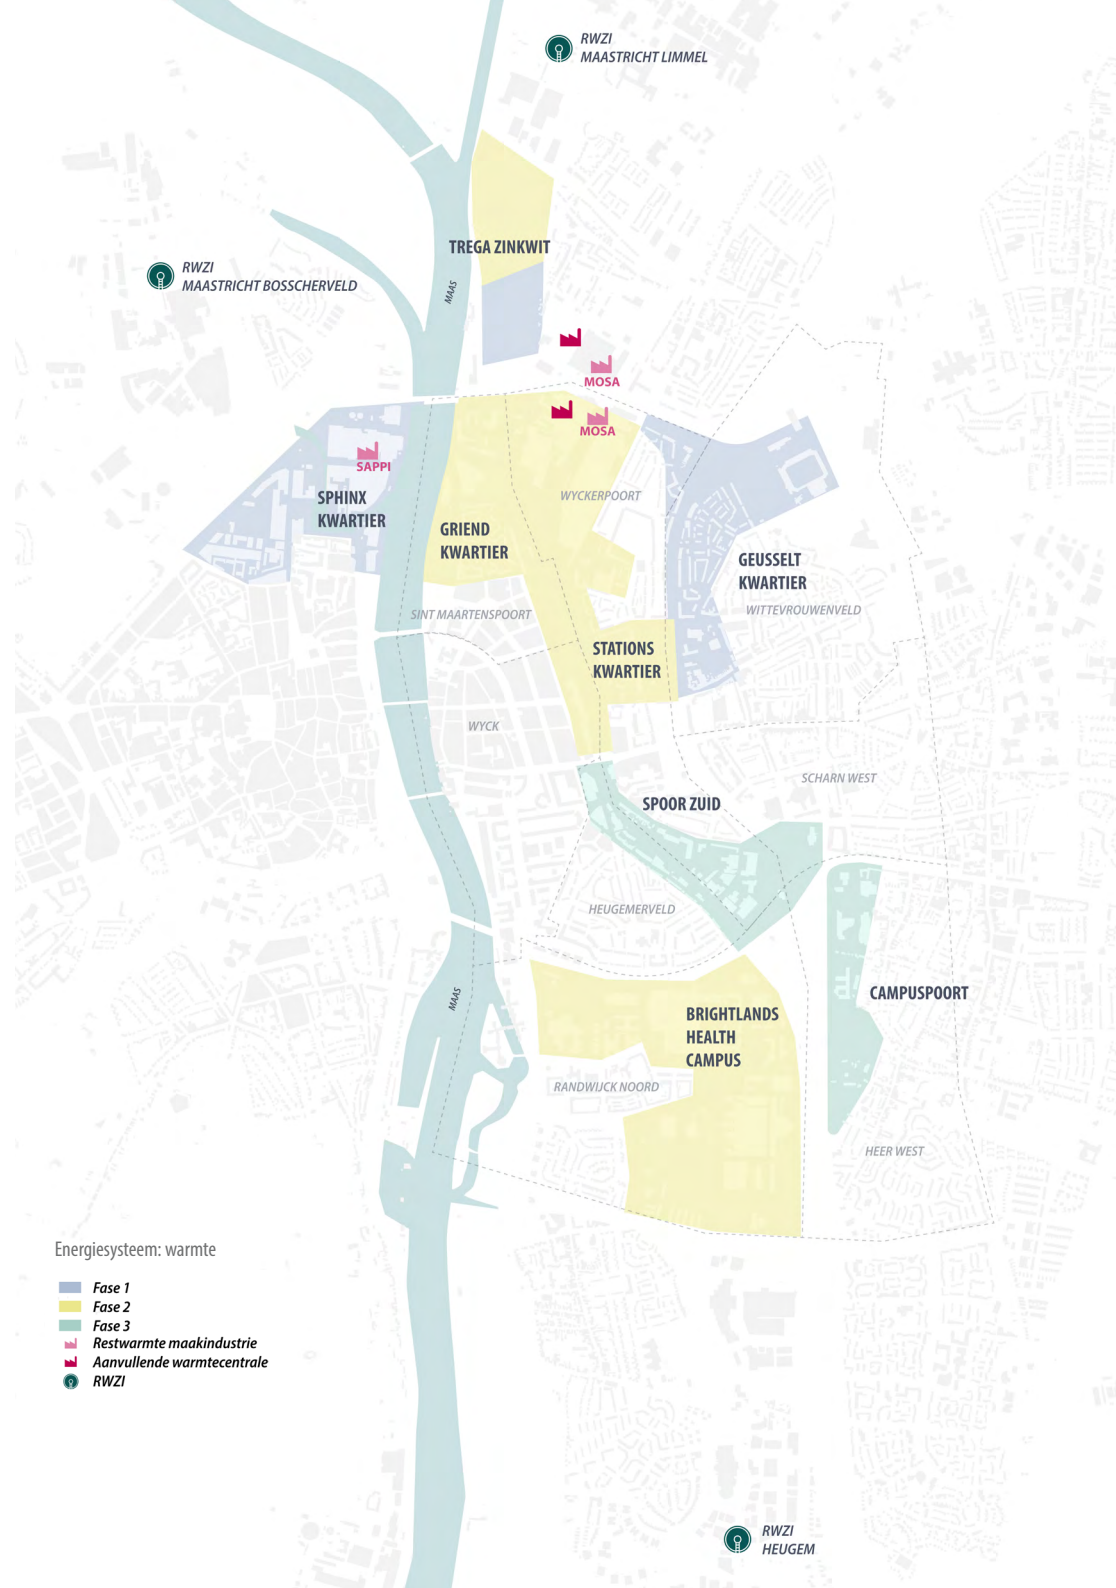 RWZI
MAASTRICHT LIMMEL
TREGA ZINKWIT
RWZI
MAASTRICHT BOSSCHERVELD
MAAS
MOSA
MOSA
SAPPI
SPHINX
KWARTIER
WYCKERPOORT
GRIEND
KWARTIER
GEUSSELT
KWARTIER
WITTEVROUWENVELD
SINT MAARTENSPOORT
STATIONS
KWARTIER
WYCK
SCHARN WEST
SPOOR ZUID
HEUGEMERVELD
CAMPUSPOORT
MAAS
BRIGHTLANDS
HEALTH
CAMPUS
RANDWIJCK NOORD
HEER WEST
Energiesysteem: warmte
Fase 1
Fase 2
Fase 3
Restwarmte maakindustrie
Aanvullende warmtecentrale
RWZI
RWZI
HEUGEM